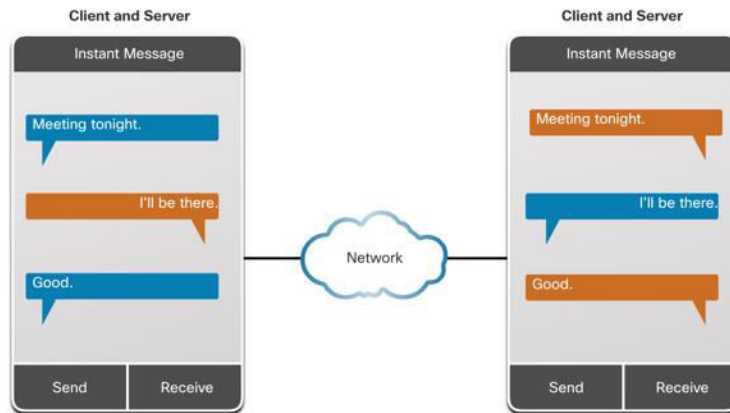 Client and Server
Instant Message
Meeting tonight.
I'll be there.
Good.
Send
Receive
Network
Client and Server
Instant Message
Meeting tonight.
I'll be there.
Good.
Send
Receive